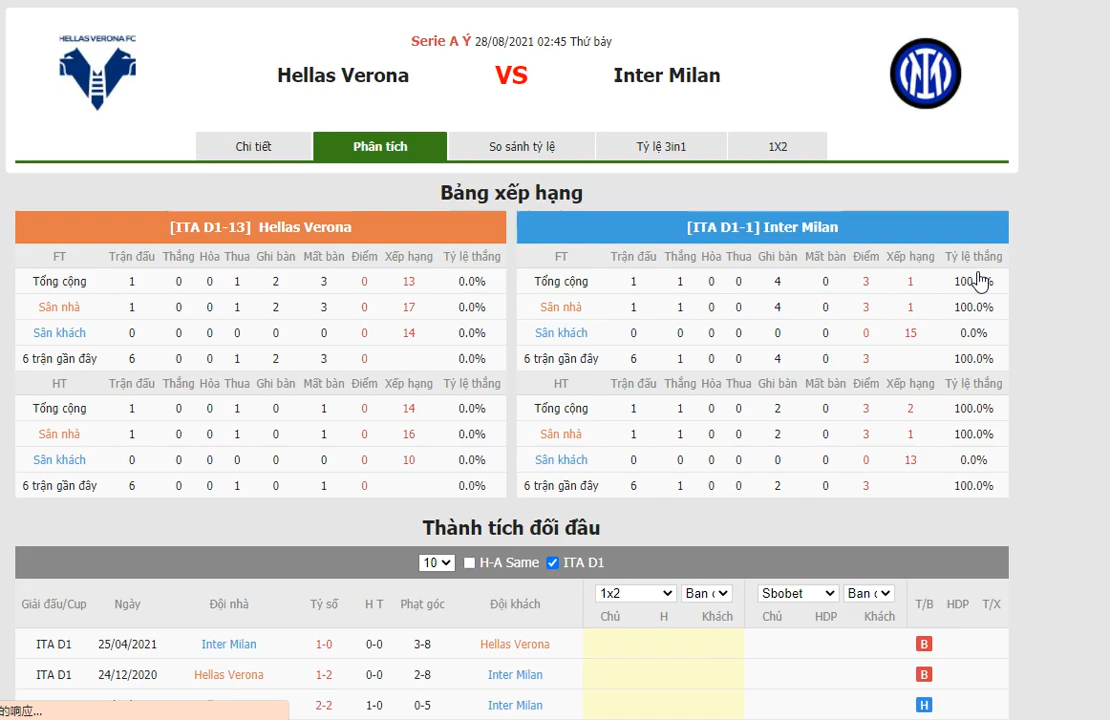 HELLAS VERONA FC
Serie A Ý 28/08/2021 02:45 Thứ bảy
Hellas Verona VS Inter Milan
Chi tiết Phân tích So sánh tỷ lệ Tỷ lệ 3in1 1X2
Bảng xếp hạng
[ITA D1-13] Hellas Verona [ITA D1-1] Inter Milan
FT Trận đấu Thắng Hòa Thua Ghi bàn Mất bàn Điểm Xếp hạng Tỷ lệ thắng FT Trận đấu Thắng Hòa Thua Ghi bàn Mất bàn Điểm Xếp hạng Tỷ lệ thắng
Tổng cộng 1 0 0 1 2 3 0 13 0.0% Tổng cộng 1 1 0 0 4 0 3 1 100.0%
Sân nhà 1 0 0 1 2 3 0 17 0.0% Sân nhà 1 1 0 0 4 0 3 1 100.0%
Sân khách 0 0 0 0 0 0 0 14 0.0% Sân khách 0 0 0 0 0 0 0 15 0.0%
6 trận gần đây 6 0 0 1 2 3 0 0.0% 6 trận gần đây 6 1 0 0 4 0 3 100.0%
HT Trận đấu Thắng Hòa Thua Ghi bàn Mất bàn Điểm Xếp hạng Tỷ lệ thắng HT Trận đấu Thắng Hòa Thua Ghi bàn Mất bàn Điểm Xếp hạng Tỷ lệ thắng
Tổng cộng 1 0 0 1 0 1 0 14 0.0% Tổng cộng 1 1 0 0 2 0 3 2 100.0%
Sân nhà 1 0 0 1 0 1 0 16 0.0% Sân nhà 1 1 0 0 2 0 3 1 100.0%
Sân khách 0 0 0 0 0 0 0 10 0.0% Sân khách 0 0 0 0 0 0 0 13 0.0%
6 trận gần đây 6 0 0 1 0 1 0 0.0% 6 trận gần đây 6 1 0 0 2 0 3 100.0%
Thành tích đối đầu
10 H-A Same ITA D1
Giải đấu/Cup Ngày Đội nhà Tỷ số H T Phạt góc Đội khách 1x2 Ban c Sbobet Ban c T/B HDP T/X
Chủ H Khách Chủ HDP Khách
ITA D1 25/04/2021 Inter Milan 1-0 0-0 3-8 Hellas Verona B
ITA D1 24/12/2020 Hellas Verona 1-2 0-0 2-8 Inter Milan B
2-2 1-0 0-5 Inter Milan H
的响应...